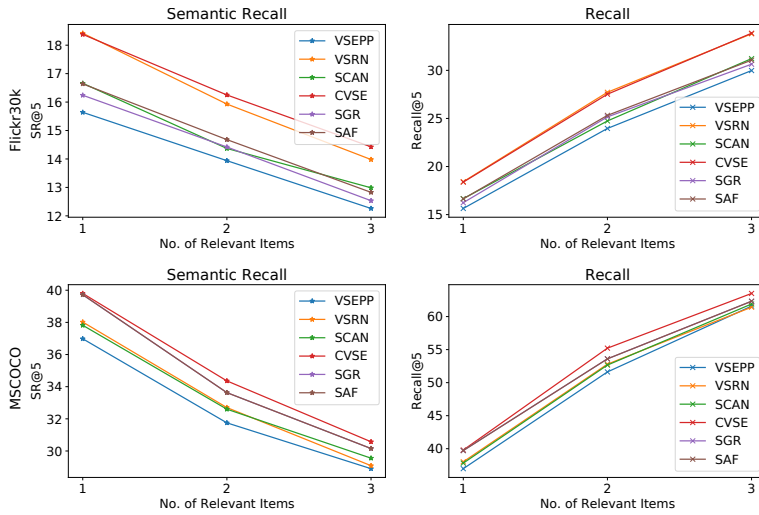 Semantic Recall
Flickr30k
SR@5
18
17
16
15
14
13
12
1
2
3
No. of Relevant Items
VSEPP
VSRN
SCAN
CVSE
SGR
SAF
Recall
Recall@5
30
25
20
15
1
2
3
No. of Relevant Items
VSEPP
VSRN
SCAN
CVSE
SGR
SAF
Semantic Recall
MSCOCO
SR@5
40
38
36
34
32
30
1
2
3
No. of Relevant Items
VSEPP
VSRN
SCAN
CVSE
SGR
SAF
Recall
Recall@5
60
55
50
45
40
1
2
3
No. of Relevant Items
VSEPP
VSRN
SCAN
CVSE
SGR
SAF